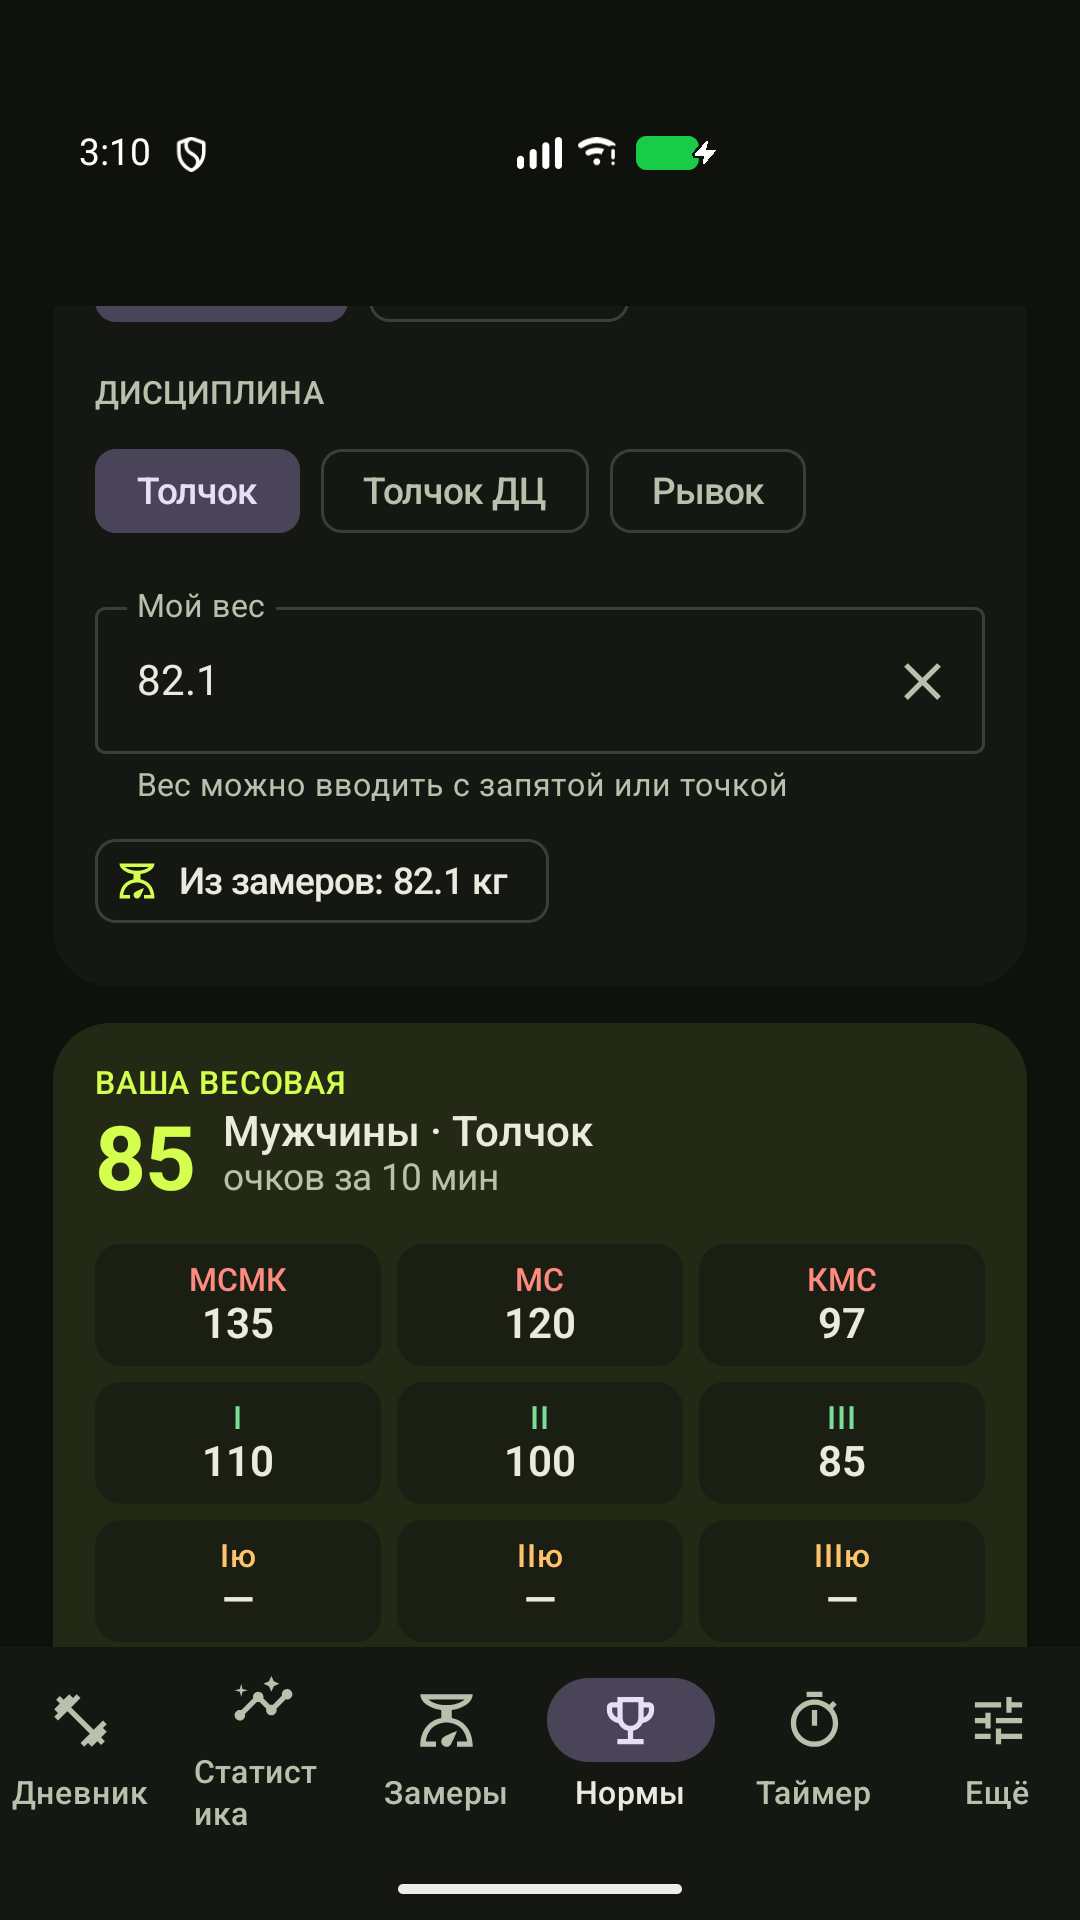 3:10
ДИСЦИПЛИНА
Толчок
Толчок ДЦ
Рывок
Мой вес
82.1
Вес можно вводить с запятой или точкой
Из замеров: 82.1 кг
ВАША ВЕСОВАЯ
85
Мужчины · Толчок
очков за 10 мин
МСМК
135
МС
120
КМС
97
I
110
II
100
III
85
Iю
—
IIю
—
IIIю
—
Дневник
Статист
ика
Замеры
Нормы
Таймер
Ещё